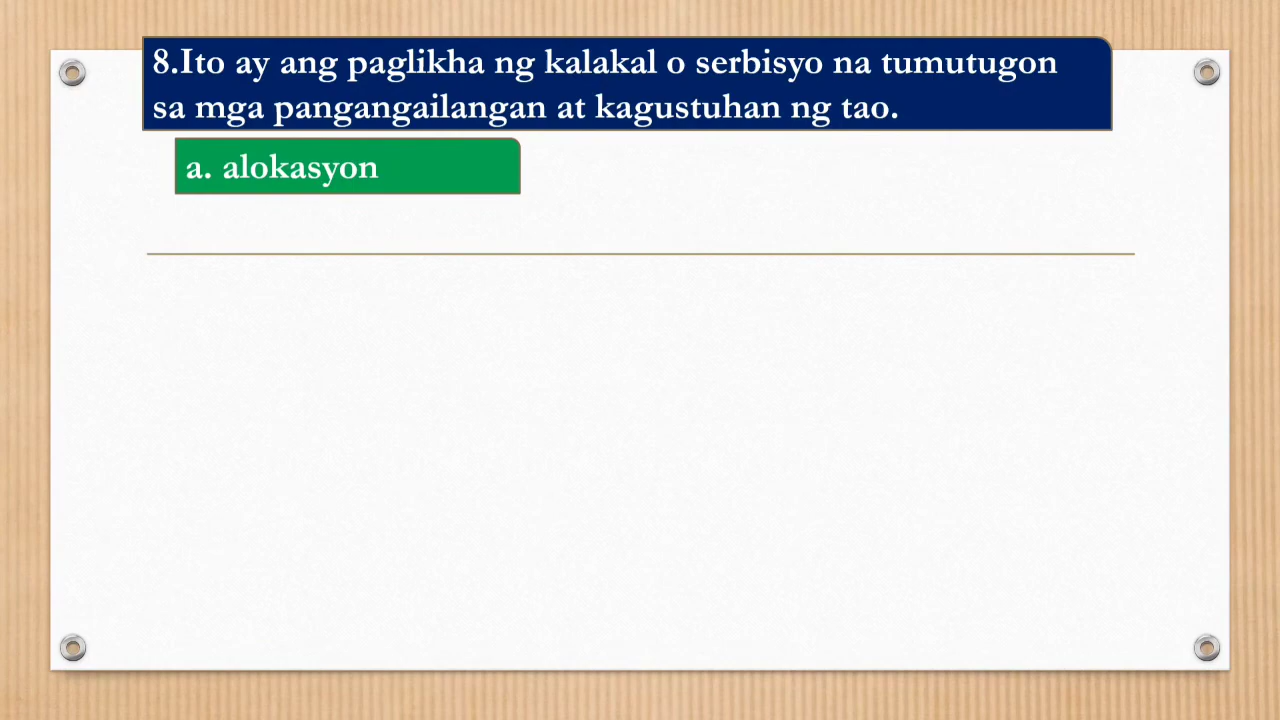 8.Ito ay ang paglikha ng kalakal o serbisyo na tumutugon
sa mga pangangailangan at kagustuhan ng tao.
a. alokasyon